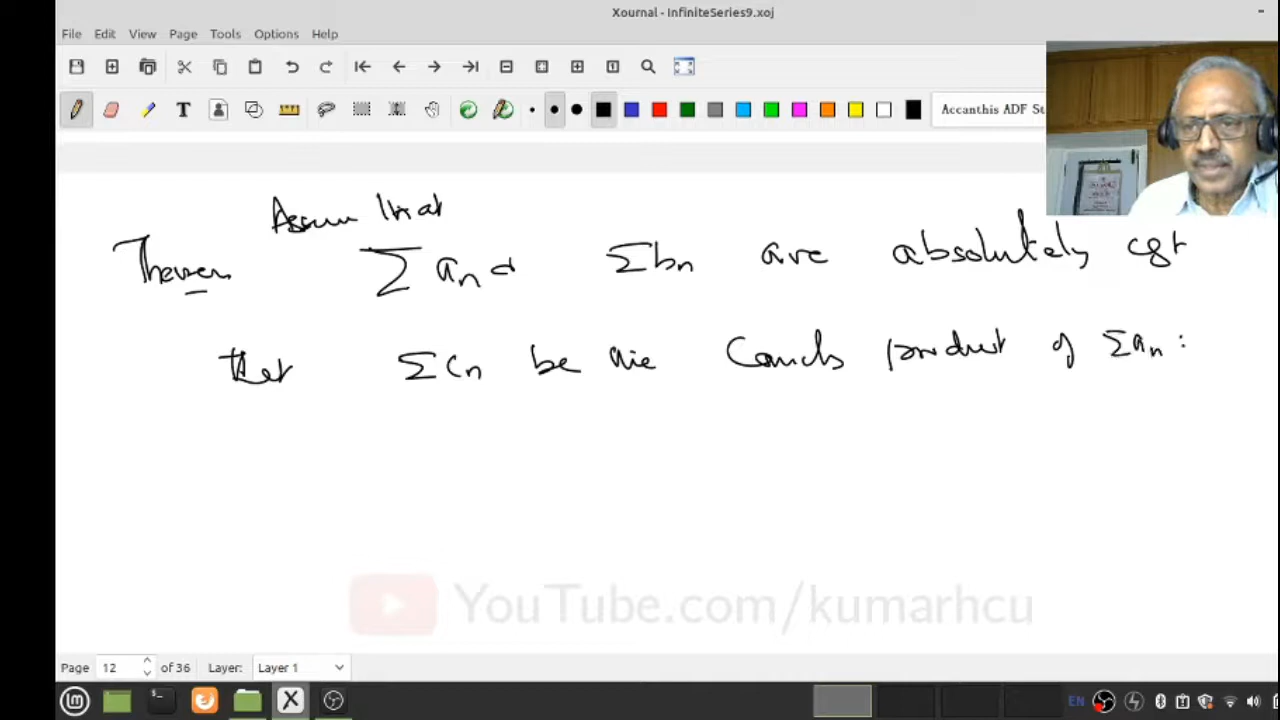 Xournal - InfiniteSeries9.xoj
File Edit View Page Tools Options Help
Accanthis ADF St
Assum that
Theorem Σ an & Σ bn are absolutely cgt
Let Σ cn be the Cauchy product of Σ an :
YouTube.com/kumarhcu
Page 12 of 36 Layer: Layer 1
EN